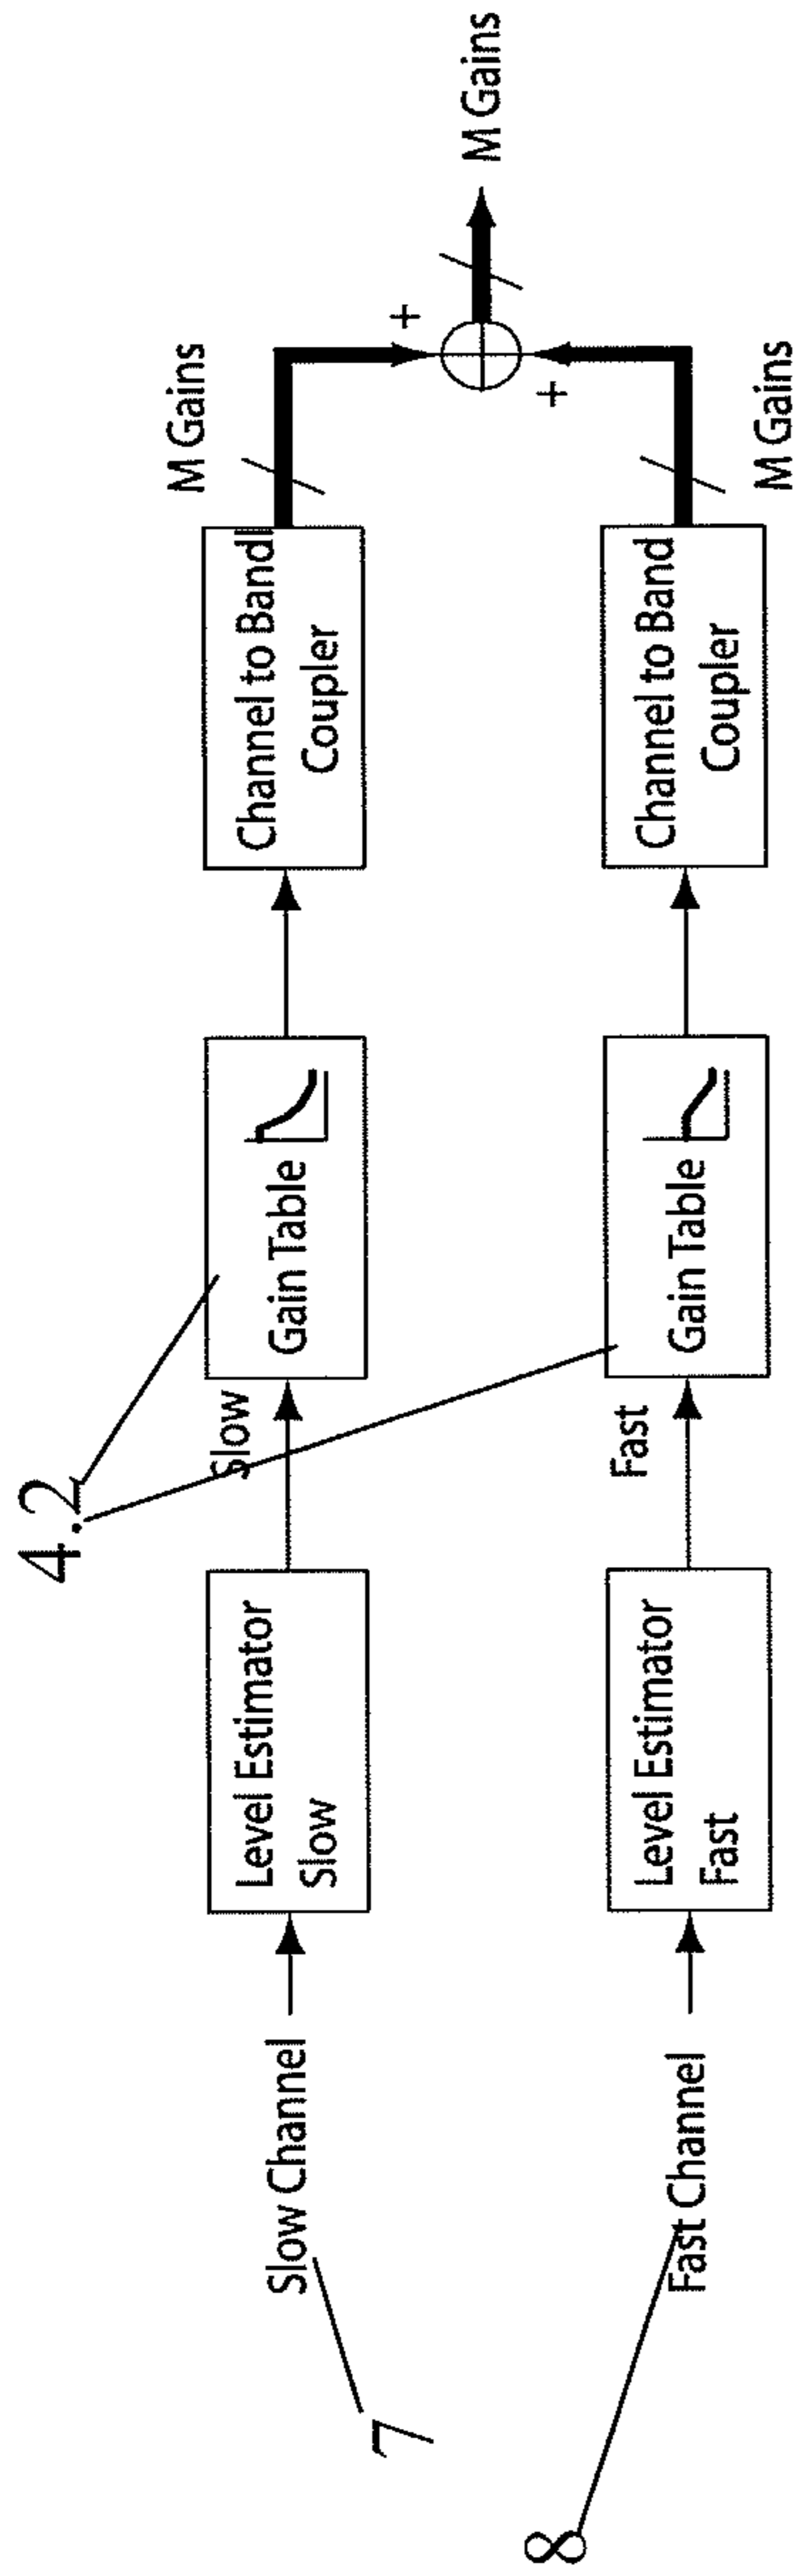 4.2
7
Slow Channel
Level Estimator
Slow
Slow
Gain Table
Channel to Band
Coupler
M Gains
+
M Gains
+
8
Fast Channel
Level Estimator
Fast
Fast
Gain Table
Channel to Band
Coupler
M Gains